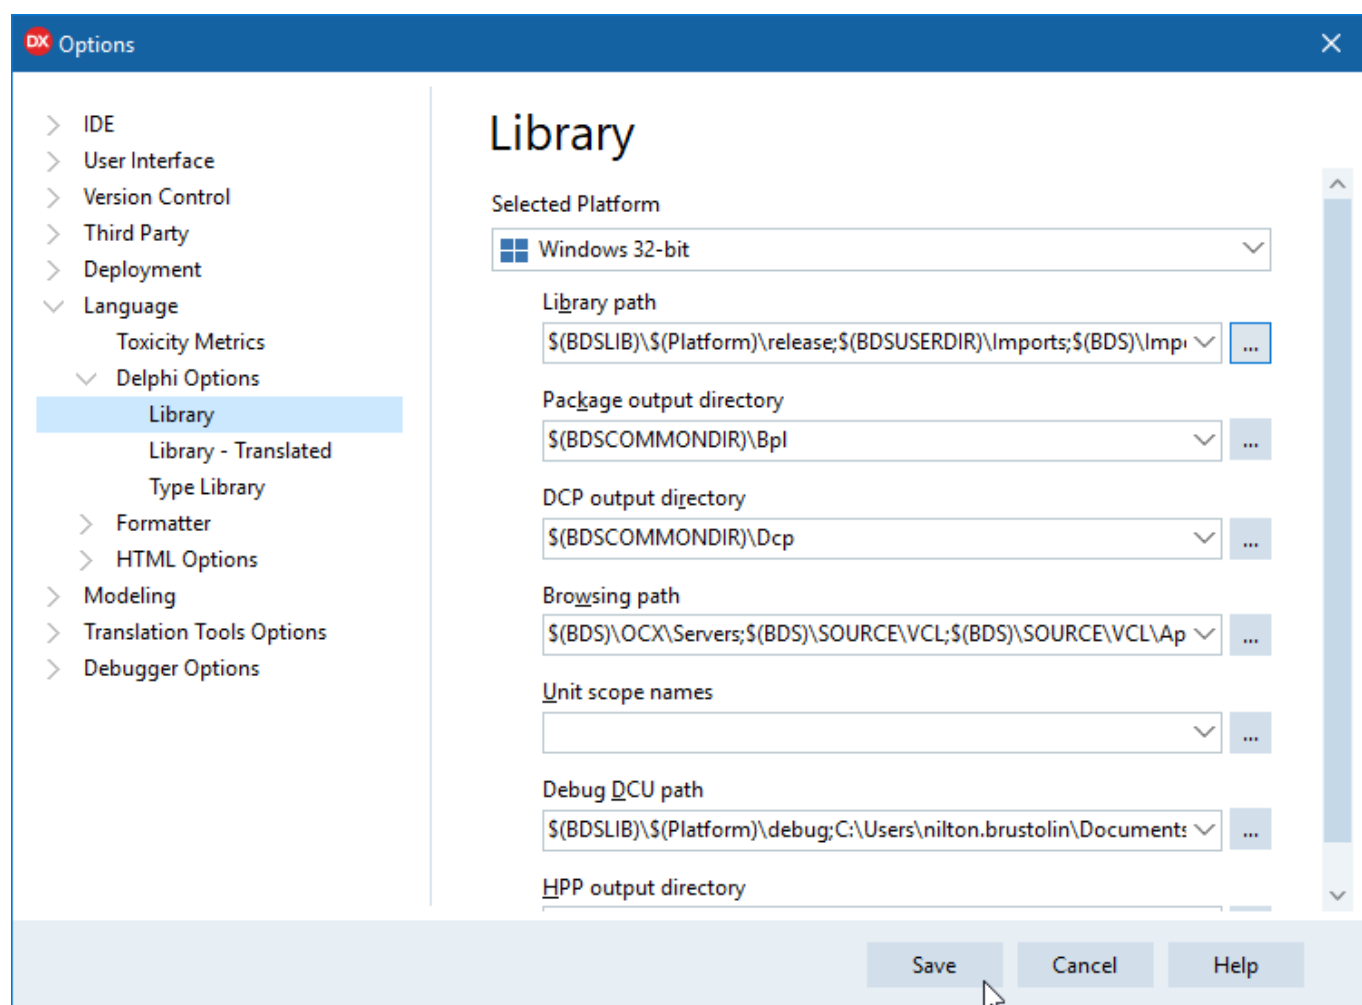 DX Options
IDE
User Interface
Version Control
Third Party
Deployment
Language
Toxicity Metrics
Delphi Options
Library
Library - Translated
Type Library
Formatter
HTML Options
Modeling
Translation Tools Options
Debugger Options
Library
Selected Platform
Windows 32-bit
Library path
$(BDSLIB)\$(Platform)\release;$(BDSUSERDIR)\Imports;$(BDS)\Imp
...
Package output directory
$(BDSCOMMONDIR)\Bpl
...
DCP output directory
$(BDSCOMMONDIR)\Dcp
...
Browsing path
$(BDS)\OCX\Servers;$(BDS)\SOURCE\VCL;$(BDS)\SOURCE\VCL\Ap
...
Unit scope names
...
Debug DCU path
$(BDSLIB)\$(Platform)\debug;C:\Users\nilton.brustolin\Documents
...
HPP output directory
Save Cancel Help